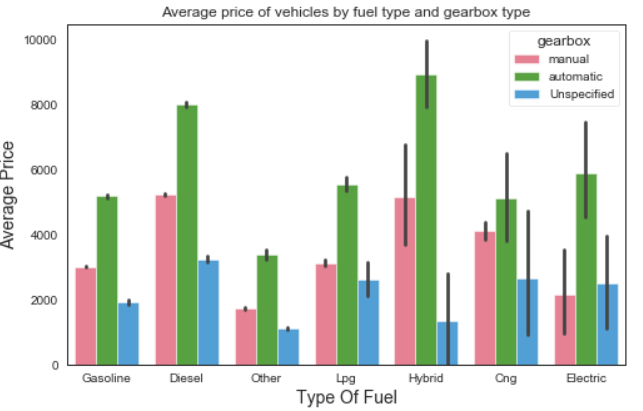 Average price of vehicles by fuel type and gearbox type
10000
8000
6000
4000
2000
0
Average Price
gearbox
manual
automatic
Unspecified
Gasoline Diesel Other Lpg Hybrid Cng Electric
Type Of Fuel